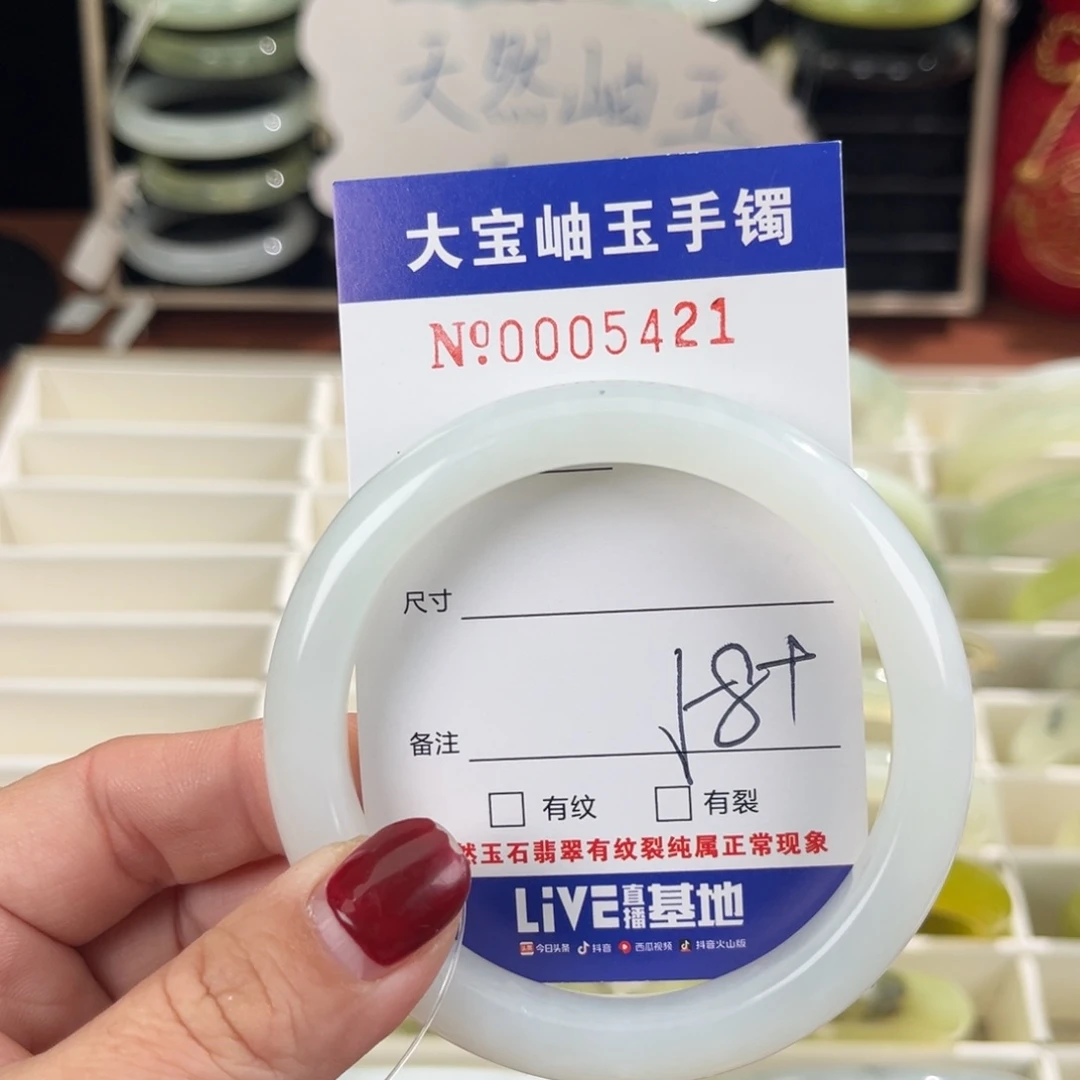 天然岫玉
大宝岫玉手镯
Nº:0005421
尺寸
备注
有纹 有裂
然玉石翡翠有纹裂纯属正常现象
LiVE直播基地
今日头条 抖音 西瓜视频 抖音火山版